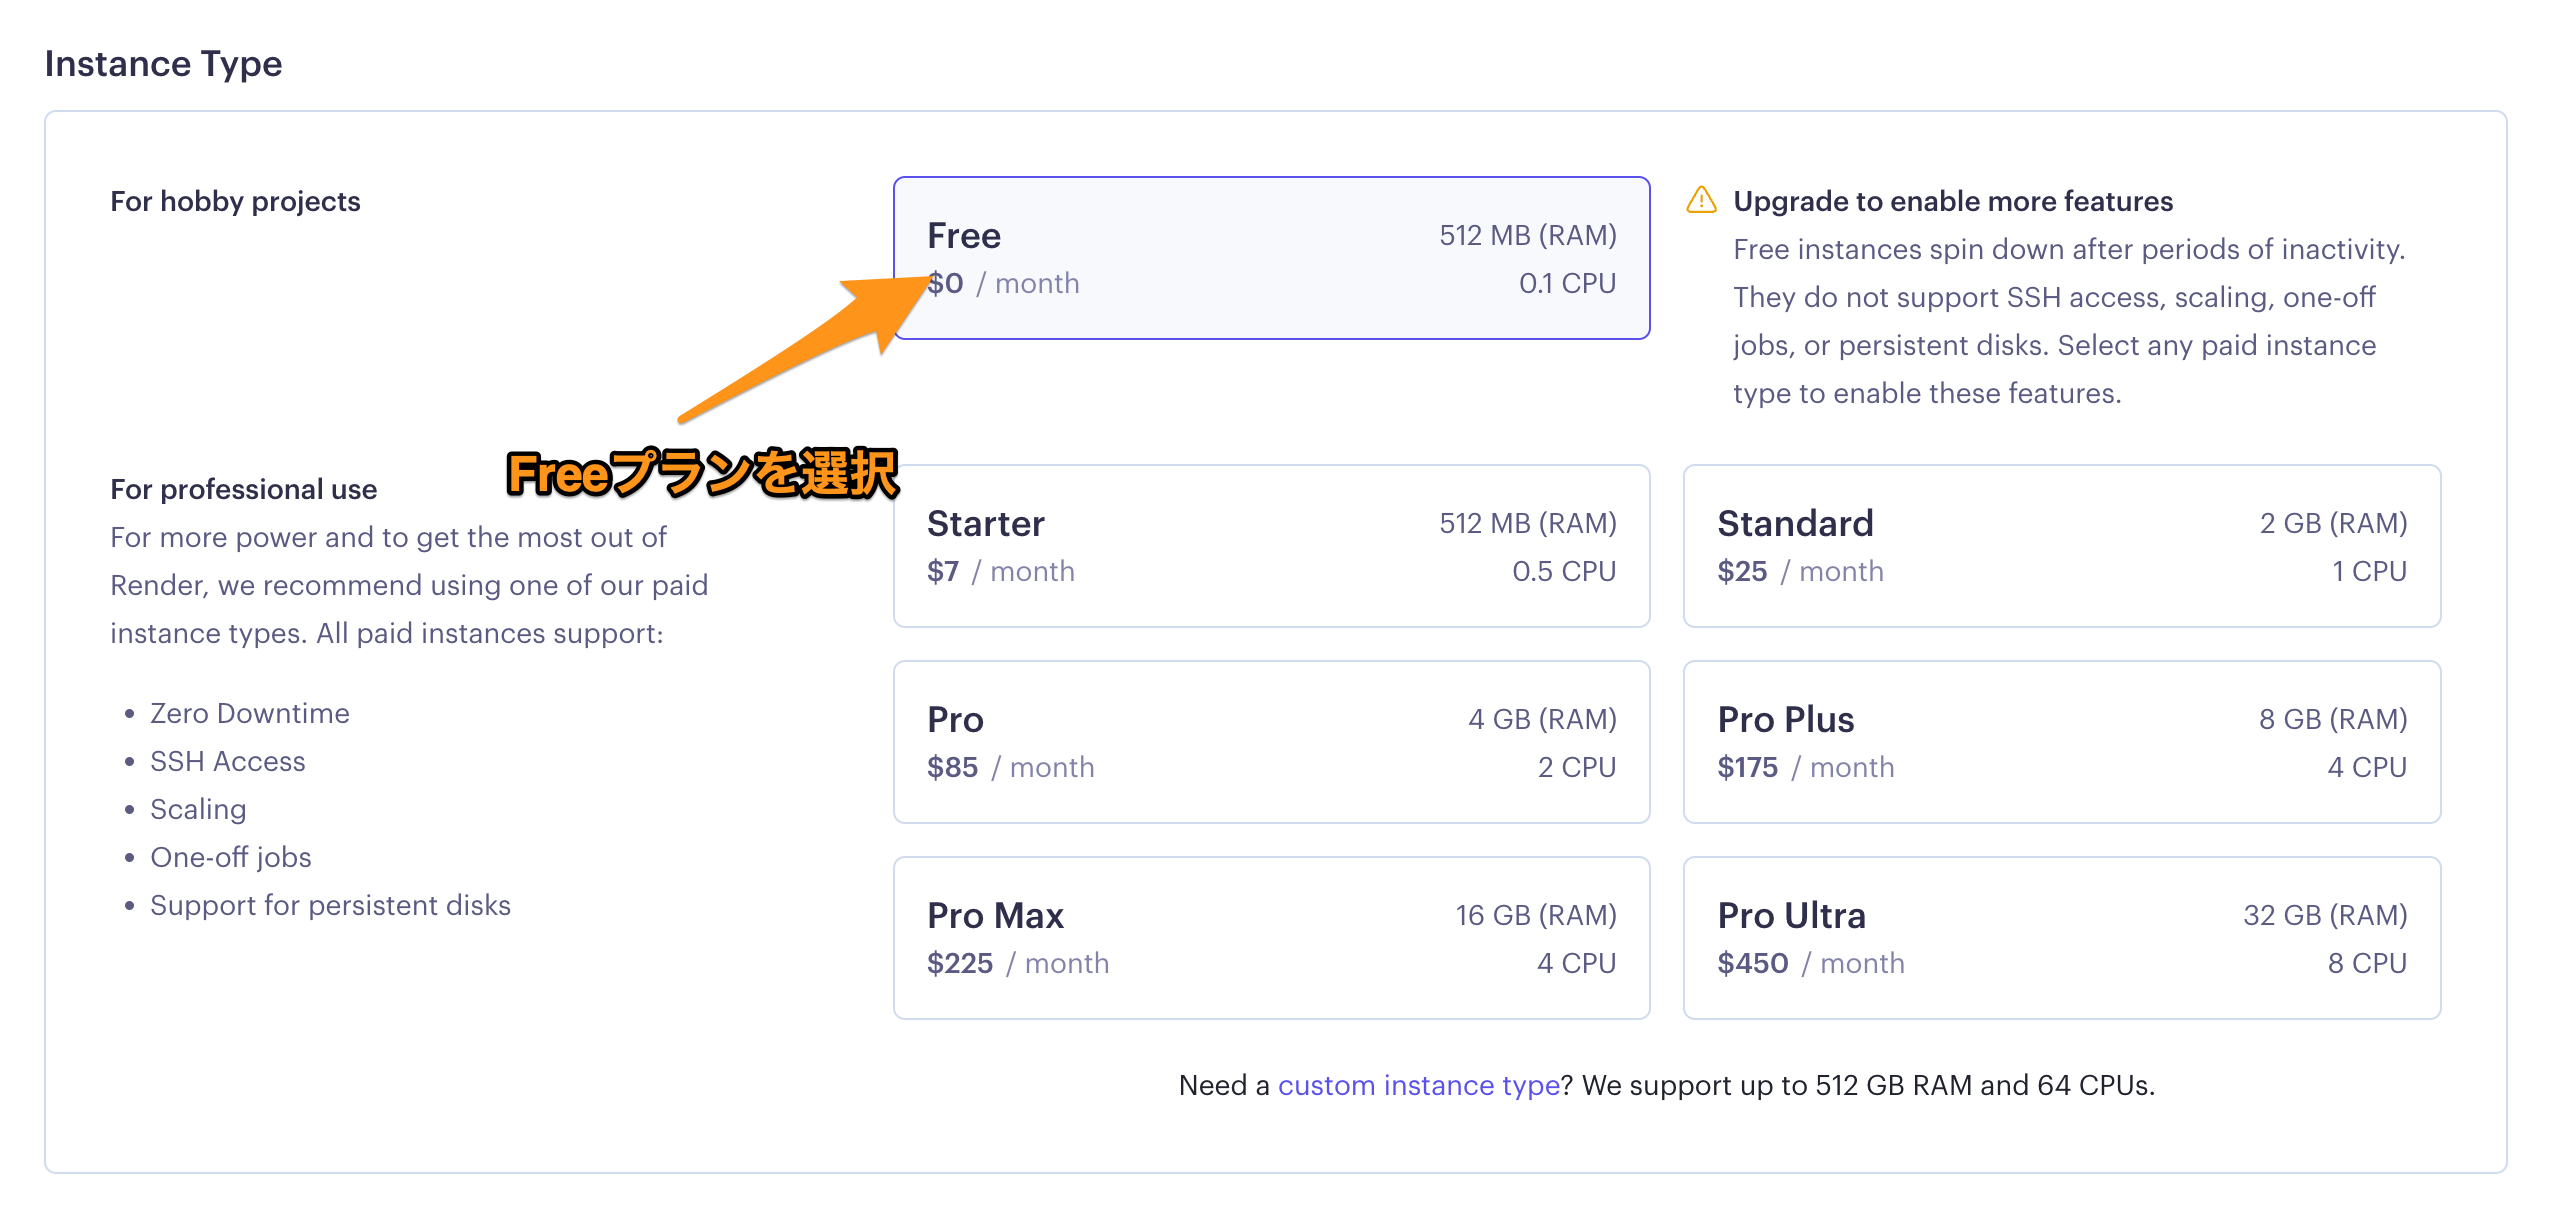 Instance Type
For hobby projects
Free
512 MB (RAM)
$0 / month
0.1 CPU
Upgrade to enable more features
Free instances spin down after periods of inactivity.
They do not support SSH access, scaling, one-off
jobs, or persistent disks. Select any paid instance
type to enable these features.
Freeプランを選択
For professional use
For more power and to get the most out of
Render, we recommend using one of our paid
instance types. All paid instances support:
• Zero Downtime
• SSH Access
• Scaling
• One-off jobs
• Support for persistent disks
Starter
512 MB (RAM)
$7 / month
0.5 CPU
Standard
2 GB (RAM)
$25 / month
1 CPU
Pro
4 GB (RAM)
$85 / month
2 CPU
Pro Plus
8 GB (RAM)
$175 / month
4 CPU
Pro Max
16 GB (RAM)
$225 / month
4 CPU
Pro Ultra
32 GB (RAM)
$450 / month
8 CPU
Need a custom instance type? We support up to 512 GB RAM and 64 CPUs.